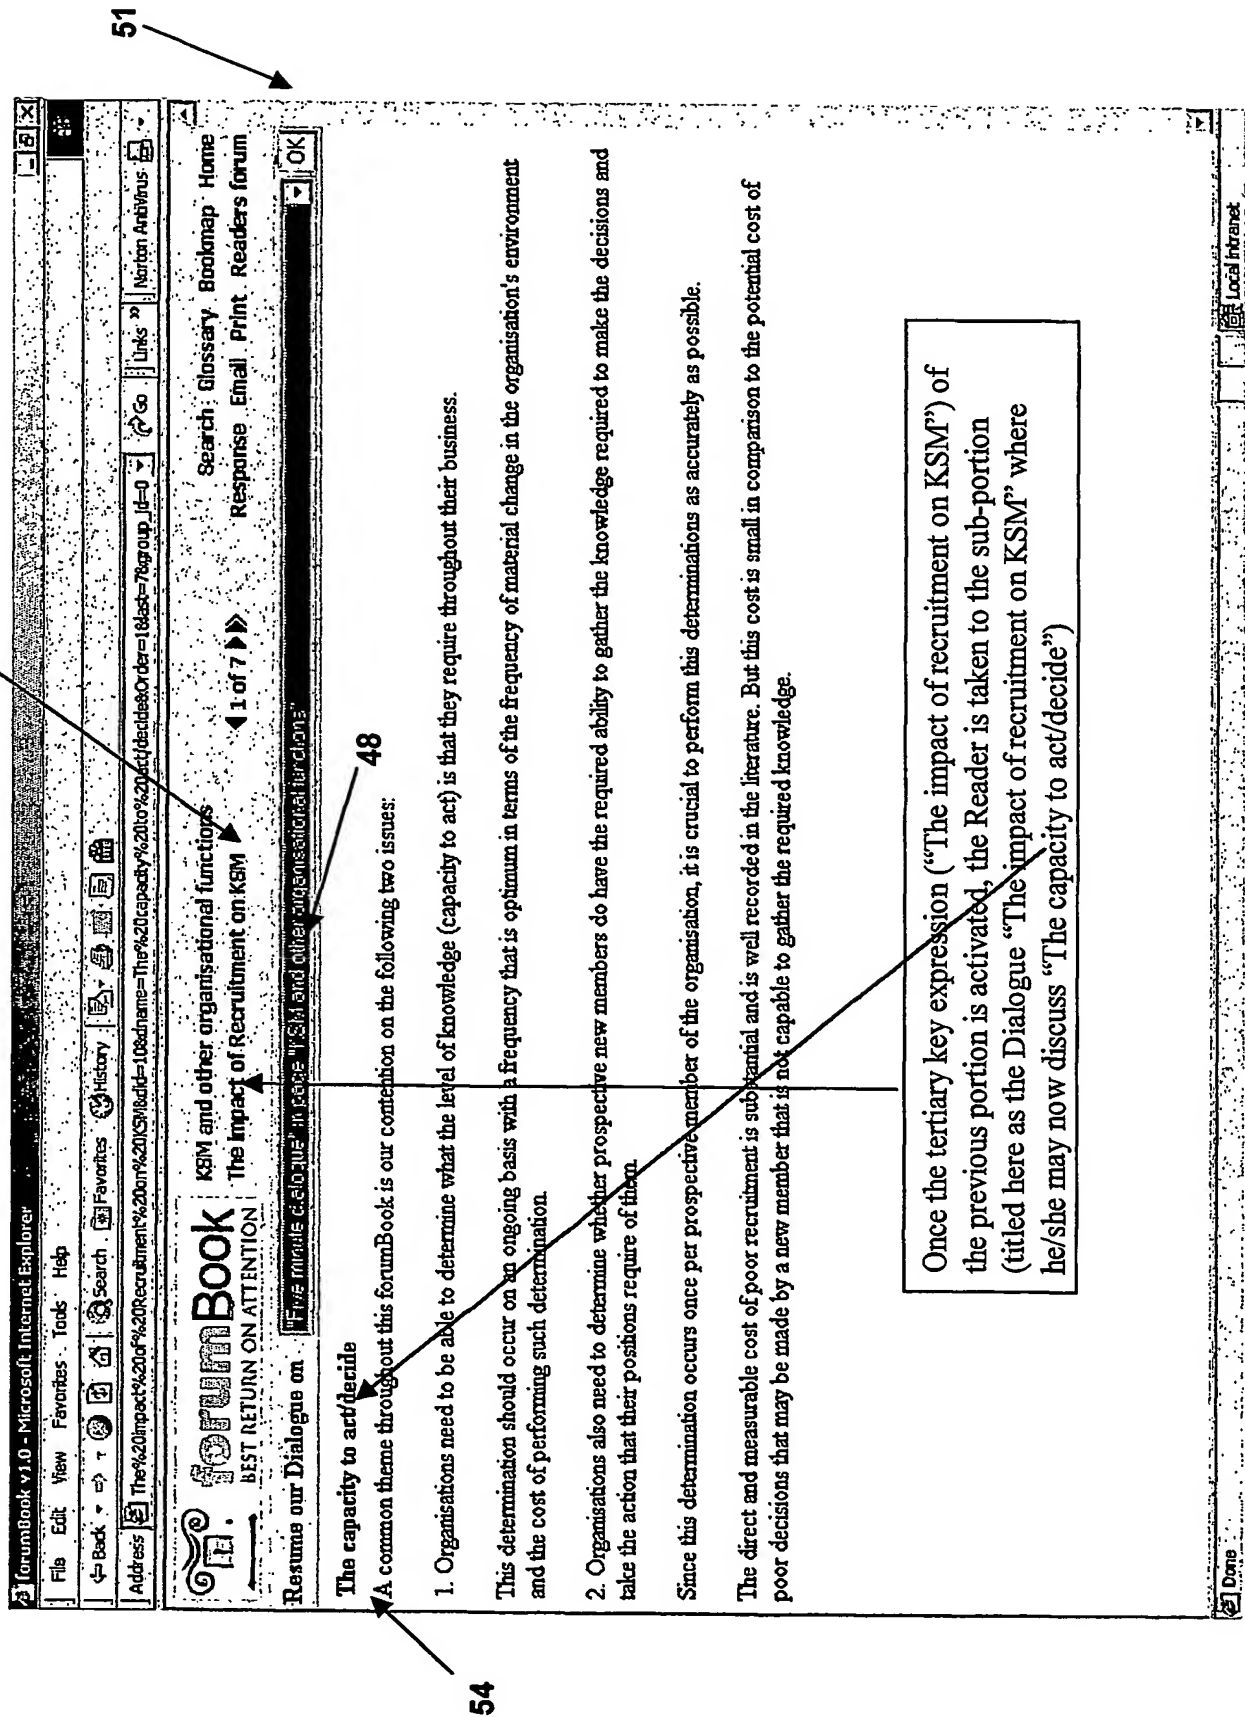 51
forumBook v1.0 - Microsoft Internet Explorer
File Edit View Favorites Tools Help
Back Search Favorites History
Address The%20Impact%20of%20Recruitment%20on%20KSM&did=10&dname=The%20capacity%20to%20act/decide&Order=1&last=7&group_id=0 Go Links » Norton AntiVirus
forumBOOK
BEST RETURN ON ATTENTION
KSM and other organisational functions
The Impact of Recruitment on KSM
1 of 7
Search Glossary Bookmap Home
Response Email Print Readers forum
Resume our Dialogue on "Five minute dialogue" in place "KSM and other organisational functions" OK
48
The capacity to act/decide
A common theme throughout this forumBook is our contention on the following two issues:
1. Organisations need to be able to determine what the level of knowledge (capacity to act) is that they require throughout their business.
This determination should occur on an ongoing basis with a frequency that is optimum in terms of the frequency of material change in the organisation's environment
and the cost of performing such determination.
2. Organisations also need to determine whether prospective new members do have the required ability to gather the knowledge required to make the decisions and
take the action that their positions require of them.
Since this determination occurs once per prospective member of the organisation, it is crucial to perform this determinations as accurately as possible.
The direct and measurable cost of poor recruitment is substantial and is well recorded in the literature. But this cost is small in comparison to the potential cost of
poor decisions that may be made by a new member that is not capable to gather the required knowledge.
54
Once the tertiary key expression (“The impact of recruitment on KSM”) of
the previous portion is activated, the Reader is taken to the sub-portion
(titled here as the Dialogue “The impact of recruitment on KSM” where
he/she may now discuss “The capacity to act/decide”)
Done Local intranet